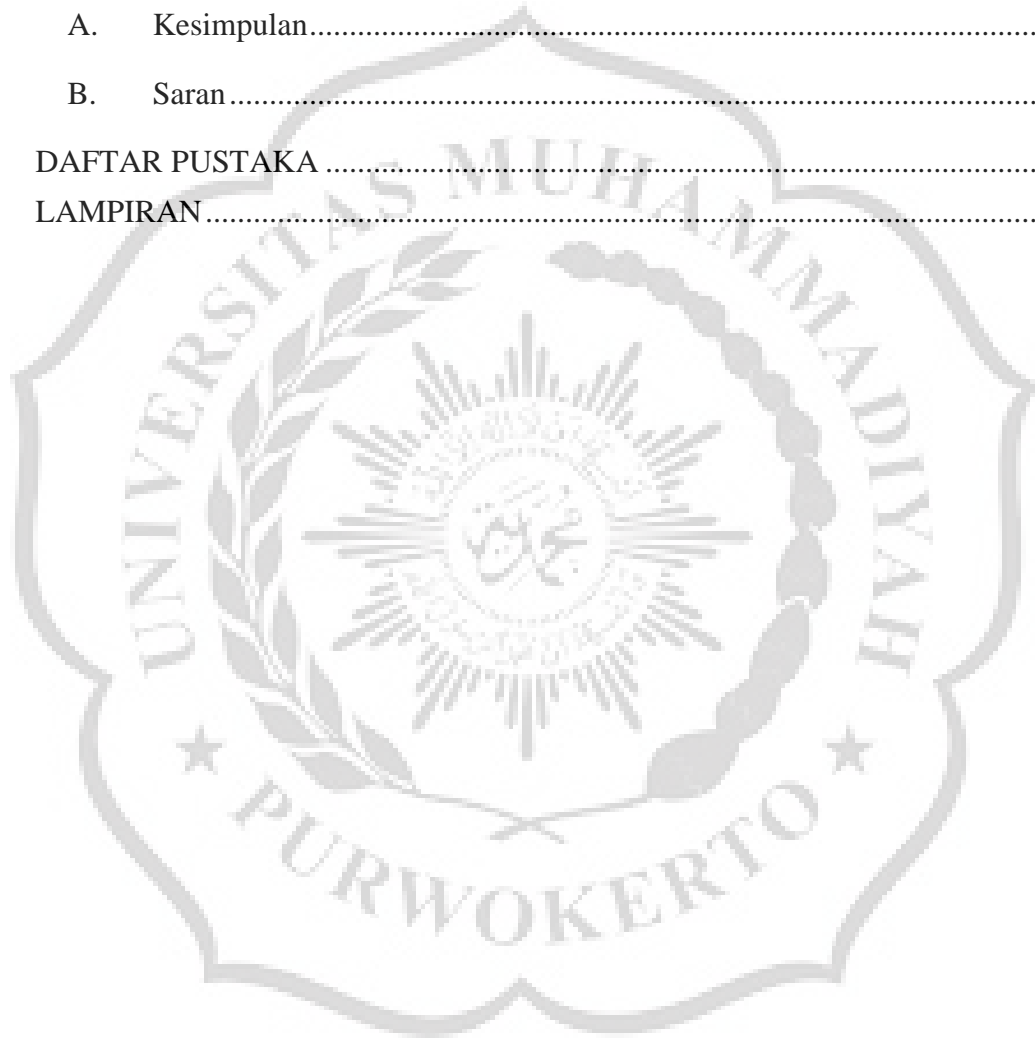 A. Kesimpulan........................................................................................
B. Saran ..................................................................................................
DAFTAR PUSTAKA .......................................................................................
LAMPIRAN......................................................................................................
UNIVERSITAS MUHAMMADIYAH
PURWOKERTO